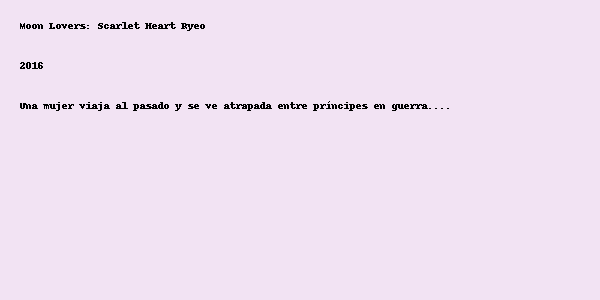 Moon Lovers: Scarlet Heart Ryeo
2016
Una mujer viaja al pasado y se ve atrapada entre príncipes en guerra....